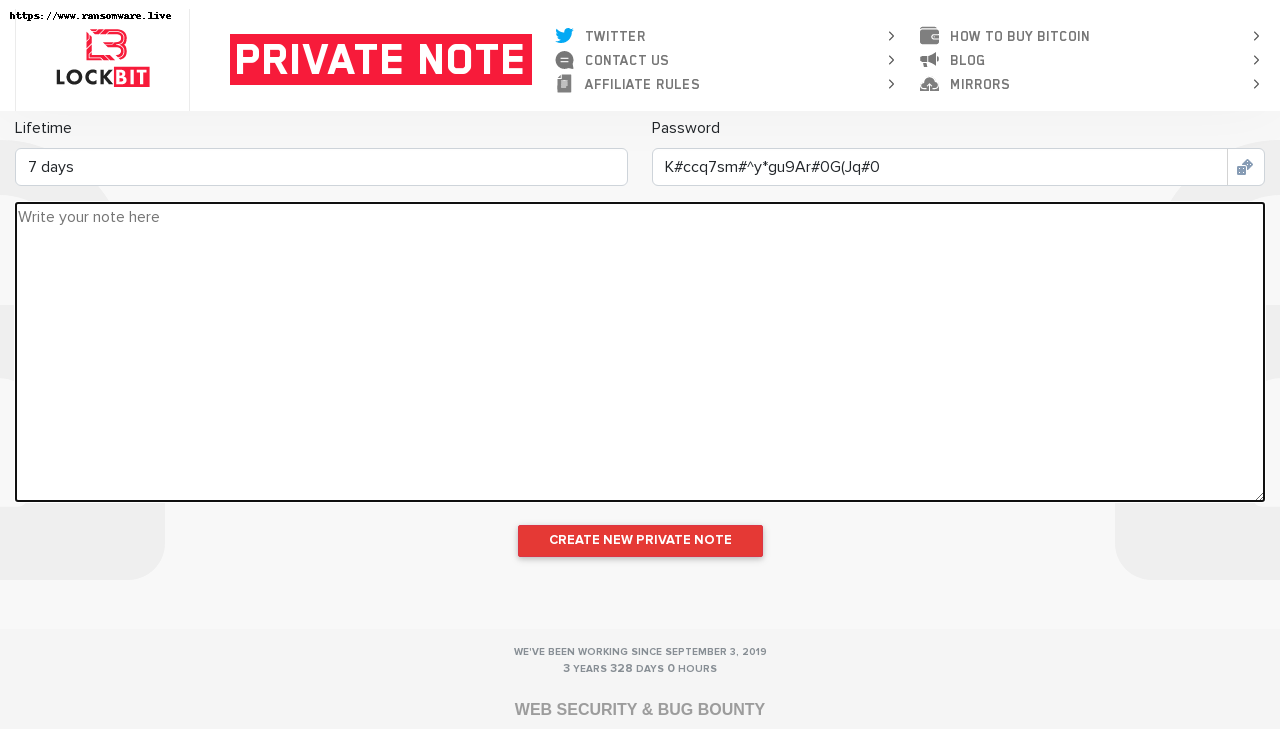 https://www.ransomware.live
LOCKBIT
PRIVATE NOTE
TWITTER
CONTACT US
AFFILIATE RULES
HOW TO BUY BITCOIN
BLOG
MIRRORS
Lifetime
7 days
Password
K#ccq7sm#^y*gu9Ar#0G(Jq#0
Write your note here
CREATE NEW PRIVATE NOTE
WE'VE BEEN WORKING SINCE SEPTEMBER 3, 2019
3 YEARS 328 DAYS 0 HOURS
WEB SECURITY & BUG BOUNTY